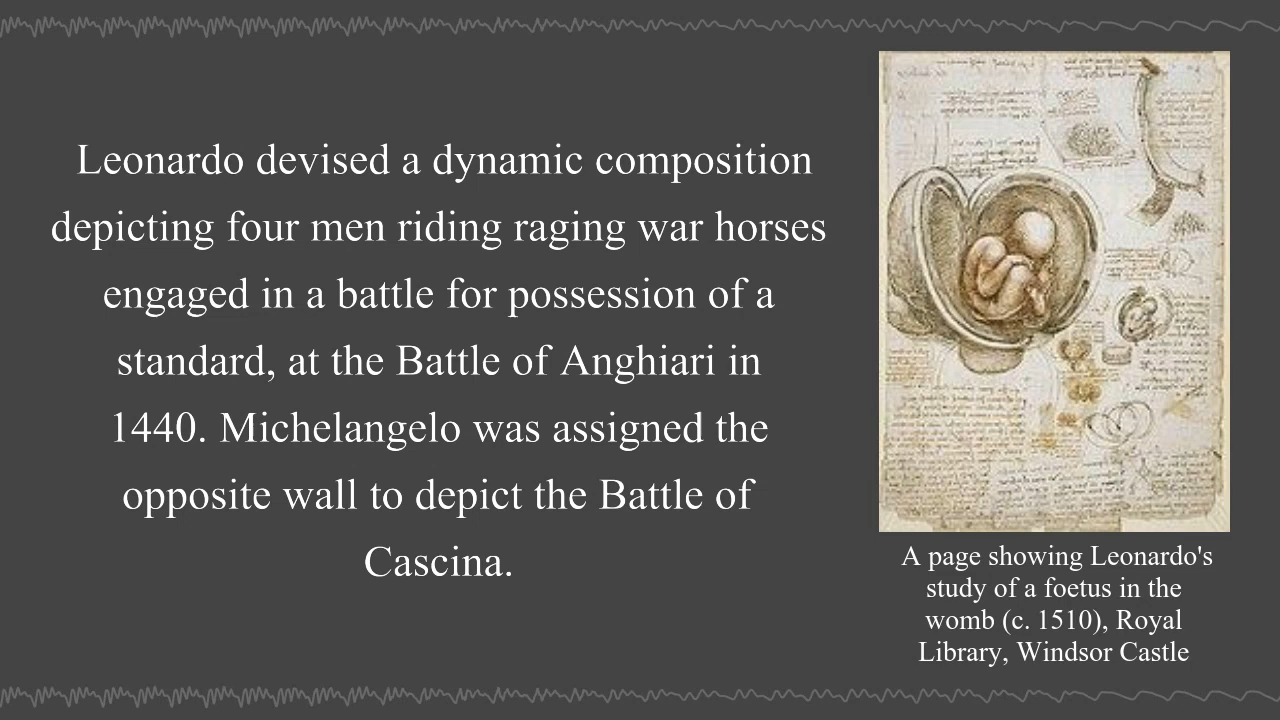 Leonardo devised a dynamic composition
depicting four men riding raging war horses
engaged in a battle for possession of a
standard, at the Battle of Anghiari in
1440. Michelangelo was assigned the
opposite wall to depict the Battle of
Cascina.
A page showing Leonardo's
study of a foetus in the
womb (c. 1510), Royal
Library, Windsor Castle